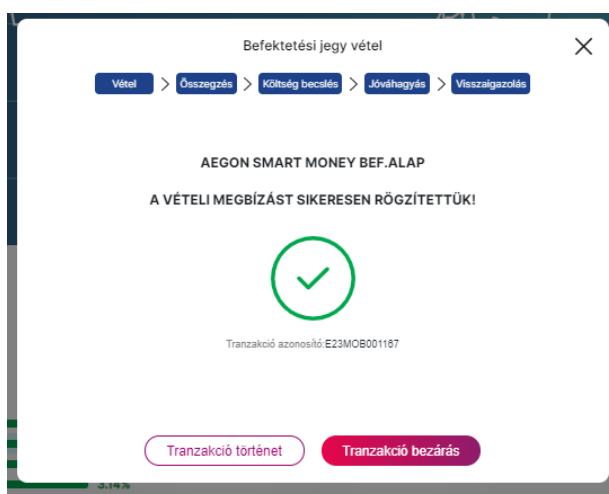 Befektetési jegy vétel
Vétel > Összegzés > Költség becslés > Jóváhagyás > Visszaigazolás
AEGON SMART MONEY BEF.ALAP
A VÉTELI MEGBÍZÁST SIKERESEN RÖGZÍTETTÜK!
Tranzakció azonosító:E23MOB001167
Tranzakció történet Tranzakció bezárás
3.14%